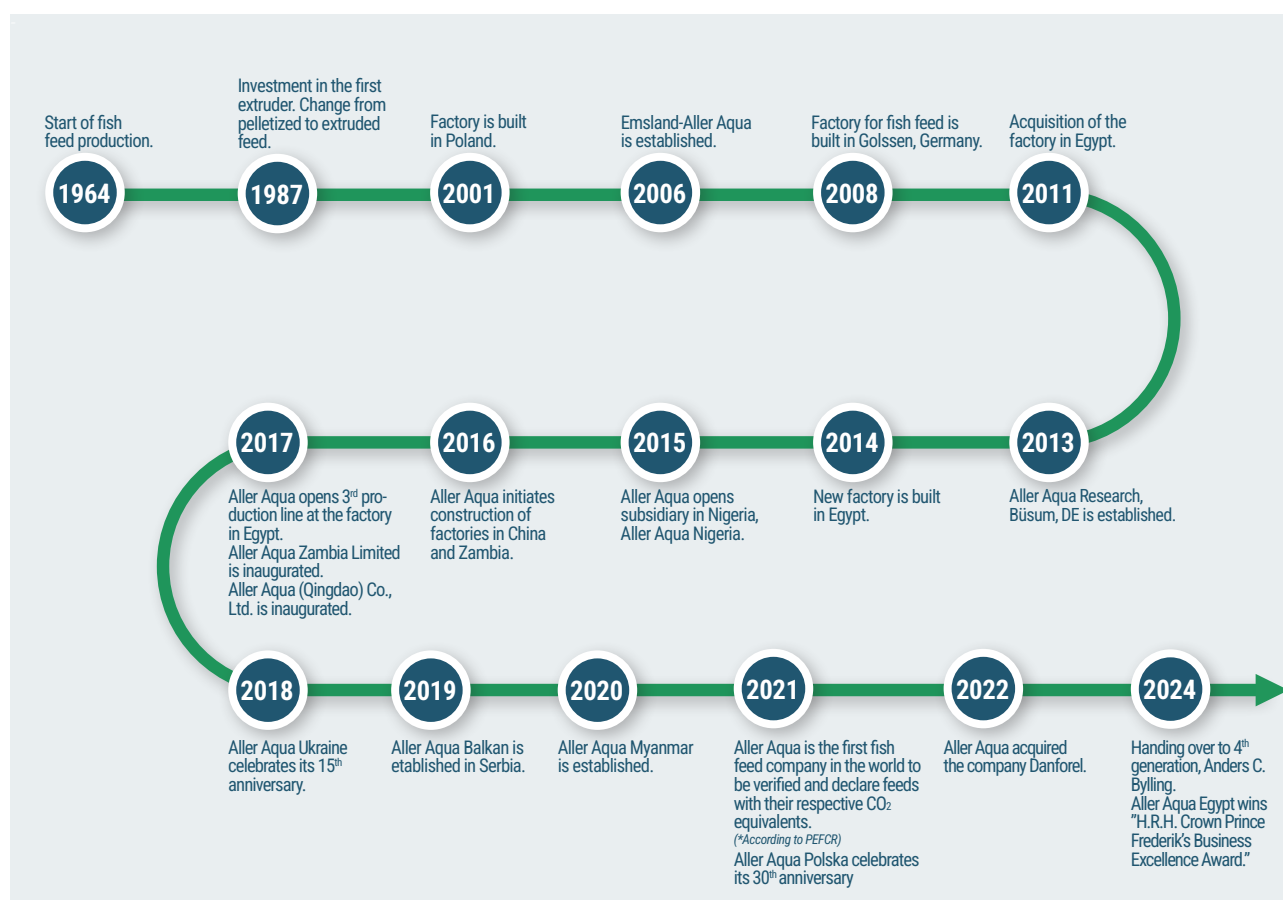 Start of fish
feed production.
1964
Investment in the first
extruder. Change from
pelletized to extruded
feed.
1987
Factory is built
in Poland.
2001
Emsland-Aller Aqua
is established.
2006
Factory for fish feed is
built in Golssen, Germany.
2008
Acquisition of the
factory in Egypt.
2011
2013
Aller Aqua Research,
Büsum, DE is established.
2014
New factory is built
in Egypt.
2015
Aller Aqua opens
subsidiary in Nigeria,
Aller Aqua Nigeria.
2016
Aller Aqua initiates
construction of
factories in China
and Zambia.
2017
Aller Aqua opens 3rd pro-
duction line at the factory
in Egypt.
Aller Aqua Zambia Limited
is inaugurated.
Aller Aqua (Qingdao) Co.,
Ltd. is inaugurated.
2018
Aller Aqua Ukraine
celebrates its 15th
anniversary.
2019
Aller Aqua Balkan is
etablished in Serbia.
2020
Aller Aqua Myanmar
is established.
2021
Aller Aqua is the first fish
feed company in the world to
be verified and declare feeds
with their respective CO2
equivalents.
(*According to PEFCR)
Aller Aqua Polska celebrates
its 30th anniversary
2022
Aller Aqua acquired
the company Danforel.
2024
Handing over to 4th
generation, Anders C.
Bylling.
Aller Aqua Egypt wins
”H.R.H. Crown Prince
Frederik’s Business
Excellence Award.”